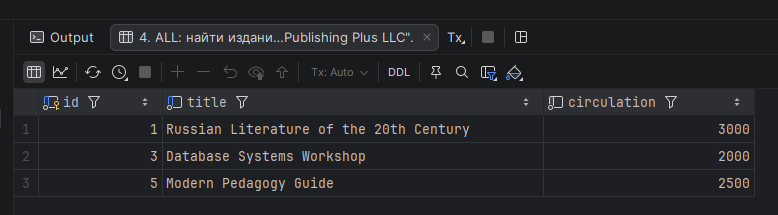 Output 4. ALL: найти издани...Publishing Plus LLC". Tx
Tx: Auto DDL
id title circulation
1 1 Russian Literature of the 20th Century 3000
2 3 Database Systems Workshop 2000
3 5 Modern Pedagogy Guide 2500